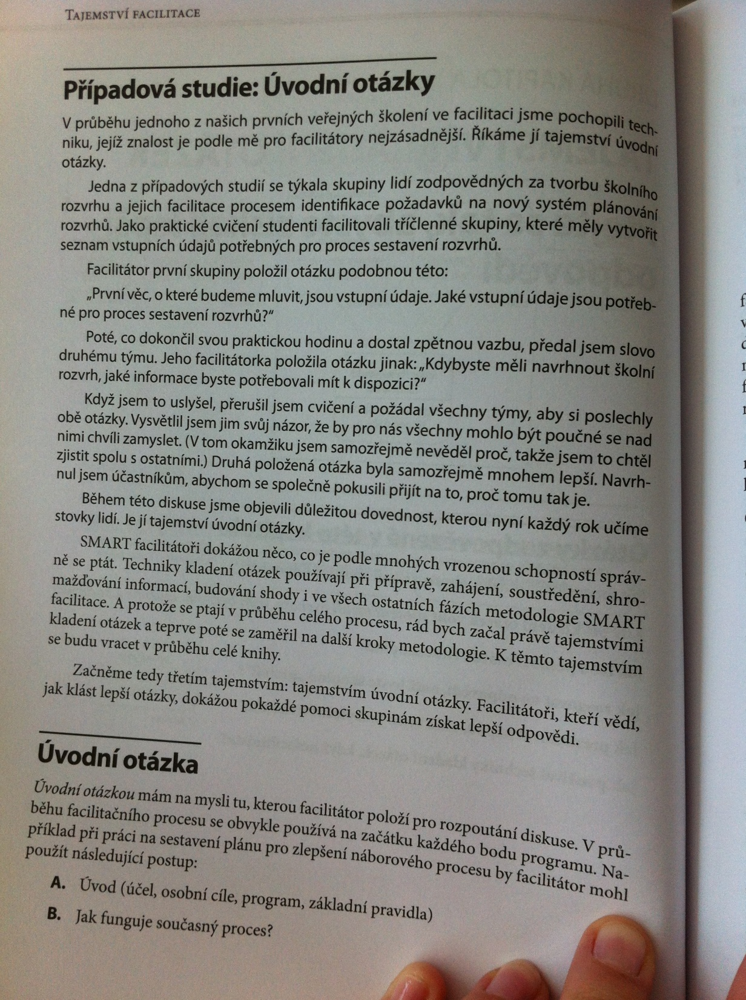 TAJEMSTVÍ FACILITACE
Případová studie: Úvodní otázky
V průběhu jednoho z našich prvních veřejných školení ve facilitaci jsme pochopili tech-
niku, jejíž znalost je podle mě pro facilitátory nejzásadnější. Říkáme jí tajemství úvodní
otázky.
Jedna z případových studií se týkala skupiny lidí zodpovědných za tvorbu školního
rozvrhu a jejich facilitace procesem identifikace požadavků na nový systém plánování
rozvrhů. Jako praktické cvičení studenti facilitovali tříčlenné skupiny, které měly vytvořit
seznam vstupních údajů potřebných pro proces sestavení rozvrhů.
Facilitátor první skupiny položil otázku podobnou této:
„První věc, o které budeme mluvit, jsou vstupní údaje. Jaké vstupní údaje jsou potřeb-
né pro proces sestavení rozvrhů?“
Poté, co dokončil svou praktickou hodinu a dostal zpětnou vazbu, předal jsem slovo
druhému týmu. Jeho facilitátorka položila otázku jinak: „Kdybyste měli navrhnout školní
rozvrh, jaké informace byste potřebovali mít k dispozici?“
Když jsem to uslyšel, přerušil jsem cvičení a požádal všechny týmy, aby si poslechly
obě otázky. Vysvětlil jsem jim svůj názor, že by pro nás všechny mohlo být poučné se nad
nimi chvíli zamyslet. (V tom okamžiku jsem samozřejmě nevěděl proč, takže jsem to chtěl
zjistit spolu s ostatními.) Druhá položená otázka byla samozřejmě mnohem lepší. Navrh-
nul jsem účastníkům, abychom se společně pokusili přijít na to, proč tomu tak je.
Během této diskuse jsme objevili důležitou dovednost, kterou nyní každý rok učíme
stovky lidí. Je jí tajemství úvodní otázky.
SMART facilitátoři dokážou něco, co je podle mnohých vrozenou schopností správ-
ně se ptát. Techniky kladení otázek používají při přípravě, zahájení, soustředění, shro-
mažďování informací, budování shody i ve všech ostatních fázích metodologie SMART
facilitace. A protože se ptají v průběhu celého procesu, rád bych začal právě tajemstvími
kladení otázek a teprve poté se zaměřil na další kroky metodologie. K těmto tajemstvím
se budu vracet v průběhu celé knihy.
Začněme tedy třetím tajemstvím: tajemstvím úvodní otázky. Facilitátoři, kteří vědí,
jak klást lepší otázky, dokážou pokaždé pomoci skupinám získat lepší odpovědi.
Úvodní otázka
Úvodní otázkou mám na mysli tu, kterou facilitátor položí pro rozpoutání diskuse. V prů-
běhu facilitačního procesu se obvykle používá na začátku každého bodu programu. Na-
příklad při práci na sestavení plánu pro zlepšení náborového procesu by facilitátor mohl
použít následující postup:
A. Úvod (účel, osobní cíle, program, základní pravidla)
B. Jak funguje současný proces?